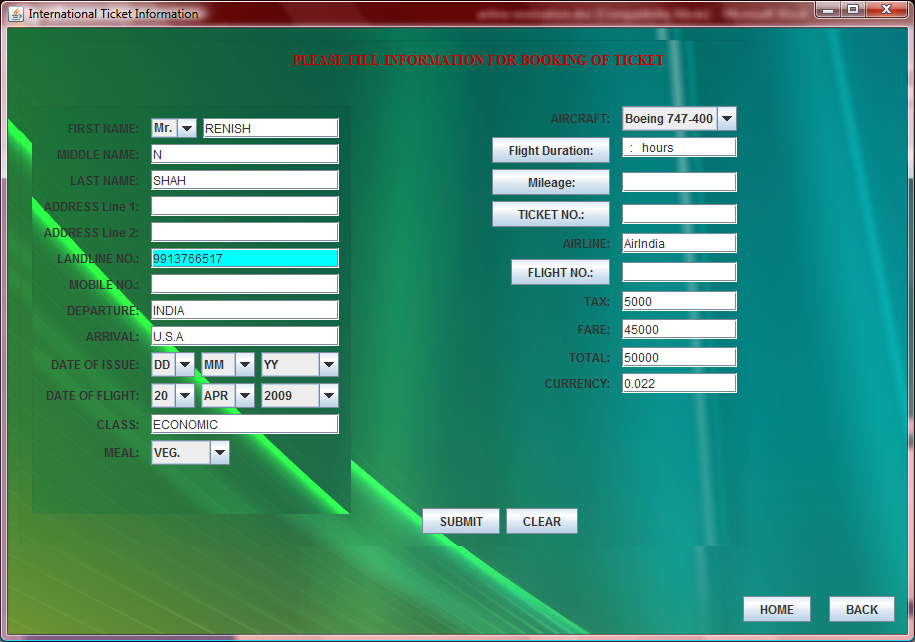 International Ticket Information
PLEASE FILL INFORMATION FOR BOOKING OF TICKET
FIRST NAME: Mr. RENISH
MIDDLE NAME: N
LAST NAME: SHAH
ADDRESS Line 1:
ADDRESS Line 2:
LANDLINE NO.: 9913766517
MOBILE NO.:
DEPARTURE: INDIA
ARRIVAL: U.S.A
DATE OF ISSUE: DD MM YY
DATE OF FLIGHT: 20 APR 2009
CLASS: ECONOMIC
MEAL: VEG.
AIRCRAFT: Boeing 747-400
Flight Duration: : hours
Mileage:
TICKET NO.:
AIRLINE: AirIndia
FLIGHT NO.:
TAX: 5000
FARE: 45000
TOTAL: 50000
CURRENCY: 0.022
SUBMIT CLEAR
HOME BACK